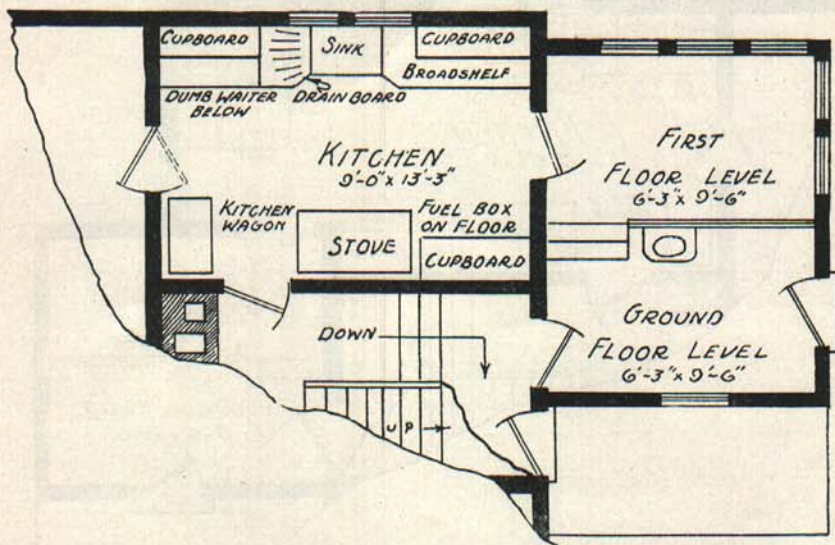 CUPBOARD
SINK
CUPBOARD
BROADSHELF
DUMB WAITER
BELOW
DRAIN BOARD
KITCHEN
9'-0" x 13'-3"
FIRST
FLOOR LEVEL
6'-3" x 9'-6"
KITCHEN
WAGON
STOVE
FUEL BOX
ON FLOOR
CUPBOARD
DOWN
GROUND
FLOOR LEVEL
6'-3" x 9'-6"
UP